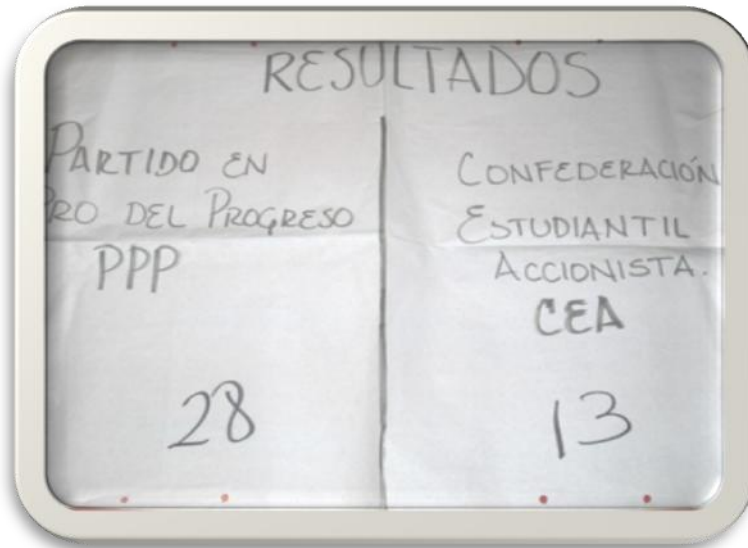 RESULTADOS
PARTIDO EN
PRO DEL PROGRESO
PPP
28
CONFEDERACIÓN
ESTUDIANTIL
ACCIONISTA.
CEA
13